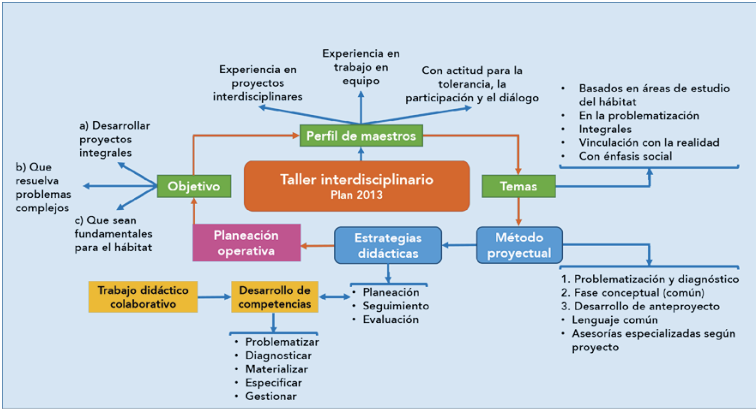 Experiencia en
proyectos
interdisciplinares
Experiencia en
trabajo en
equipo
Con actitud para la
tolerancia, la
participación y el diálogo
• Basados en áreas de estudio
del hábitat
• En la problematización
• Integrales
• Vinculación con la realidad
• Con énfasis social
a) Desarrollar
proyectos
integrales
b) Que
resuelva
problemas
complejos
c) Que sean
fundamentales
para el hábitat
Perfil de maestros
Objetivo
Taller interdisciplinario
Plan 2013
Temas
Planeación
operativa
Estrategias
didácticas
Método
proyectual
Trabajo didáctico
colaborativo
Desarrollo de
competencias
• Planeación
• Seguimiento
• Evaluación
1. Problematización y diagnóstico
2. Fase conceptual (común)
3. Desarrollo de anteproyecto
• Lenguaje común
• Asesorías especializadas según
proyecto
• Problematizar
• Diagnosticar
• Materializar
• Especificar
• Gestionar